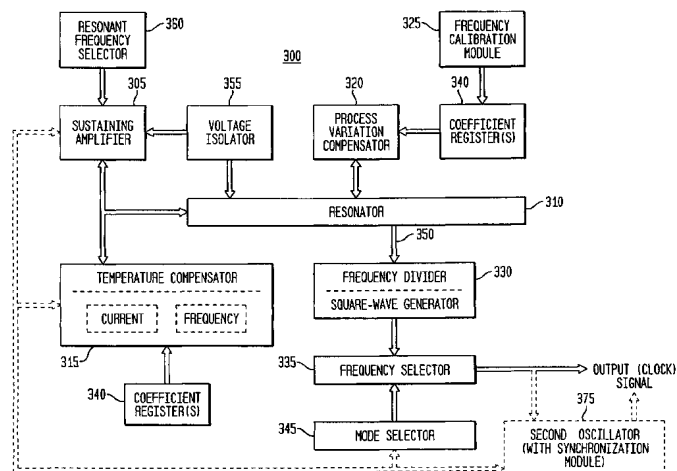 RESONANT
FREQUENCY
SELECTOR
360
300
325
FREQUENCY
CALIBRATION
MODULE
305
355
320
340
SUSTAINING
AMPLIFIER
VOLTAGE
ISOLATOR
PROCESS
VARIATION
COMPENSATOR
COEFFICIENT
REGISTER(S)
RESONATOR
310
350
TEMPERATURE COMPENSATOR
CURRENT
FREQUENCY
315
FREQUENCY DIVIDER
SQUARE-WAVE GENERATOR
330
335
FREQUENCY SELECTOR
OUTPUT (CLOCK)
SIGNAL
340
COEFFICIENT
REGISTER(S)
345
MODE SELECTOR
375
SECOND OSCILLATOR
(WITH SYNCHRONIZATION
MODULE)